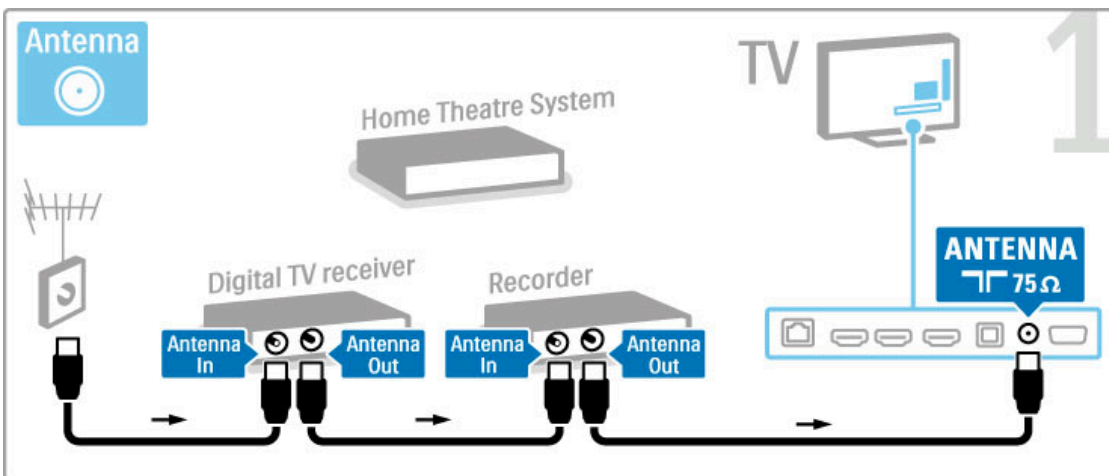 Antenna
TV
1
Home Theatre System
Digital TV receiver
Recorder
ANTENNA
75 Ω
Antenna
In
Antenna
Out
Antenna
In
Antenna
Out